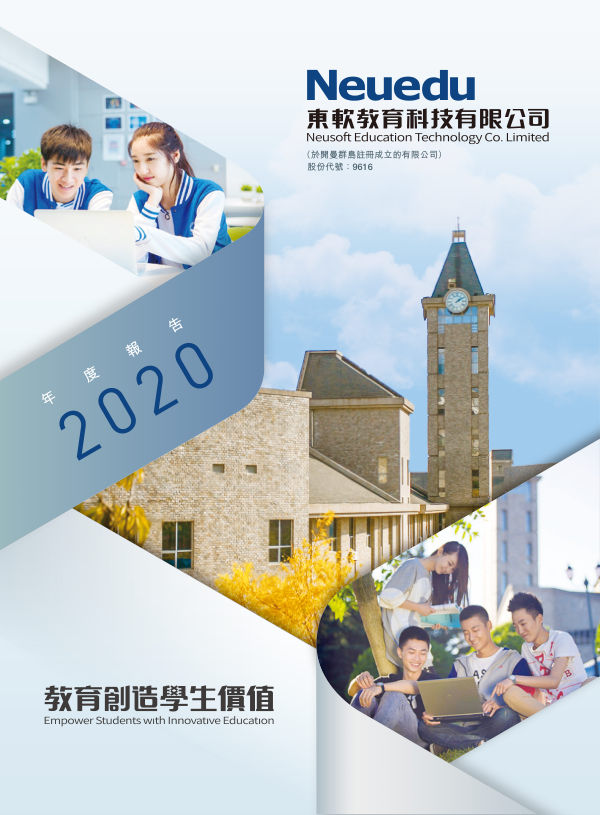 Neuedu
東軟教育科技有限公司
Neusoft Education Technology Co. Limited
（於開曼群島註冊成立的有限公司）
股份代號：9616
年度報告
2020
教育創造學生價值
Empower Students with Innovative Education